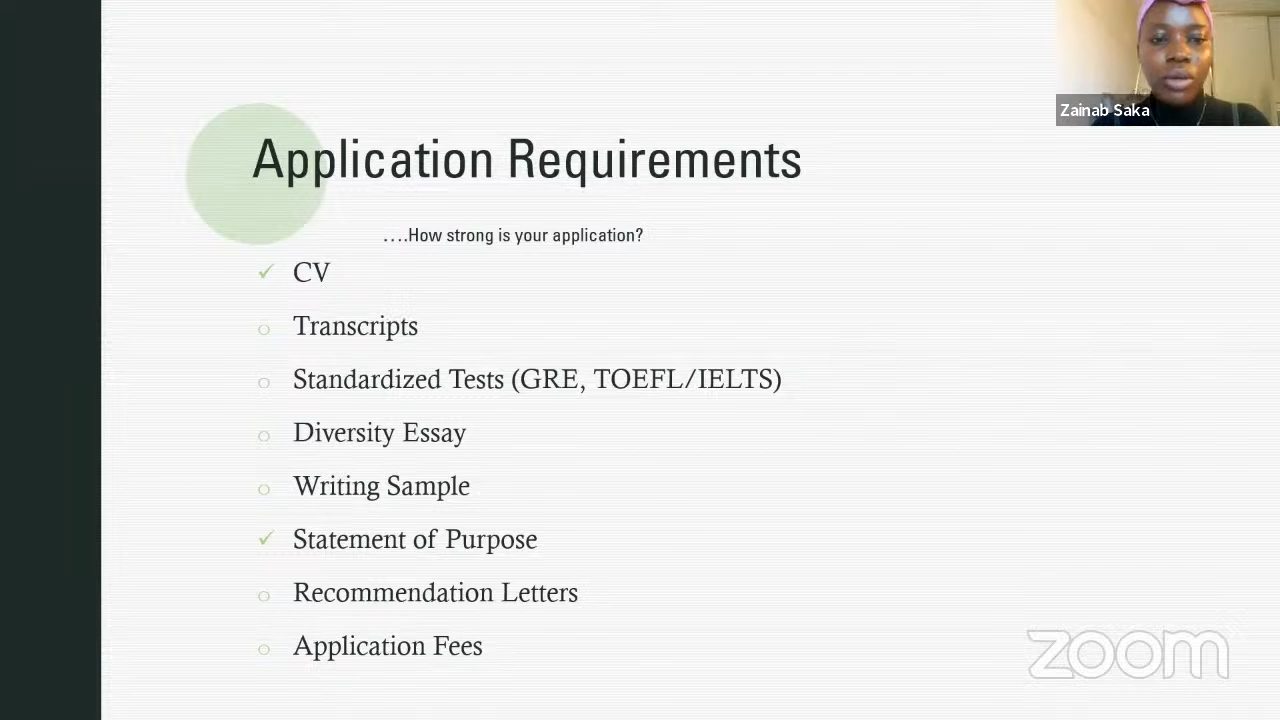 Zainab Saka
Application Requirements
....How strong is your application?
✓ CV
o Transcripts
o Standardized Tests (GRE, TOEFL/IELTS)
o Diversity Essay
o Writing Sample
✓ Statement of Purpose
o Recommendation Letters
o Application Fees
zoom